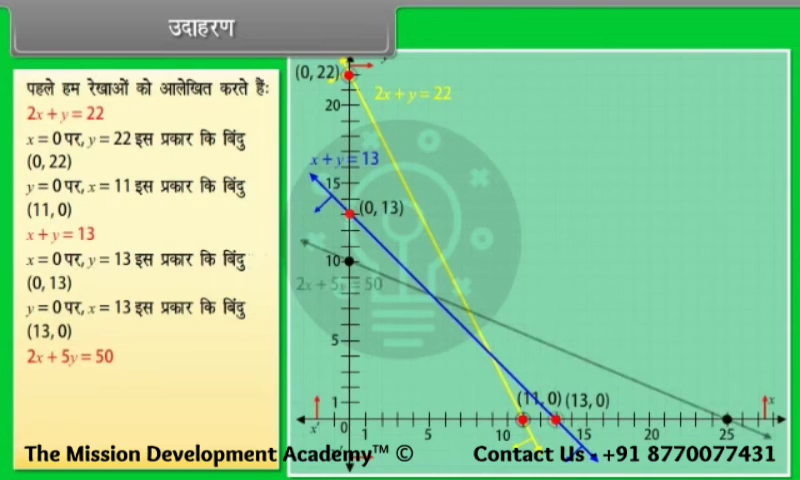 उदाहरण
पहले हम रेखाओं को आलेखित करते हैं:
2x + y = 22
x = 0 पर, y = 22 इस प्रकार कि बिंदु
(0, 22)
y = 0 पर, x = 11 इस प्रकार कि बिंदु
(11, 0)
x + y = 13
x = 0 पर, y = 13 इस प्रकार कि बिंदु
(0, 13)
y = 0 पर, x = 13 इस प्रकार कि बिंदु
(13, 0)
2x + 5y = 50
(0, 22)
2x + y = 22
20
x + y = 13
15
(0, 13)
10
2x + 5y = 50
5
1
(11, 0) (13, 0)
x' 0 1 5 10 15 20 25 x
The Mission Development Academy™ © Contact Us - +91 8770077431